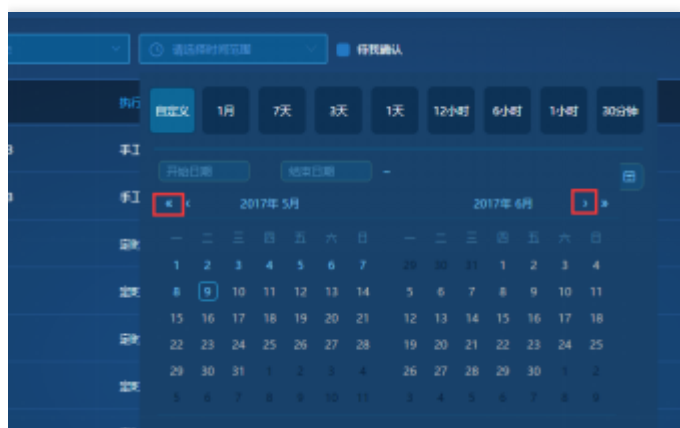 请选择时间范围 待我确认
执行
自定义 1月 7天 3天 1天 12小时 6小时 1小时 30分钟
手工
开始日期 结束日期 –
手工
« ‹ 2017年 5月 2017年 6月 › »
一 二 三 四 五 六 日 一 二 三 四 五 六 日
1 2 3 4 5 6 7 29 30 31 1 2 3 4
8 9 10 11 12 13 14 5 6 7 8 9 10 11
15 16 17 18 19 20 21 12 13 14 15 16 17 18
22 23 24 25 26 27 28 19 20 21 22 23 24 25
29 30 31 1 2 3 4 26 27 28 29 30 1 2
5 6 7 8 9 10 11 3 4 5 6 7 8 9